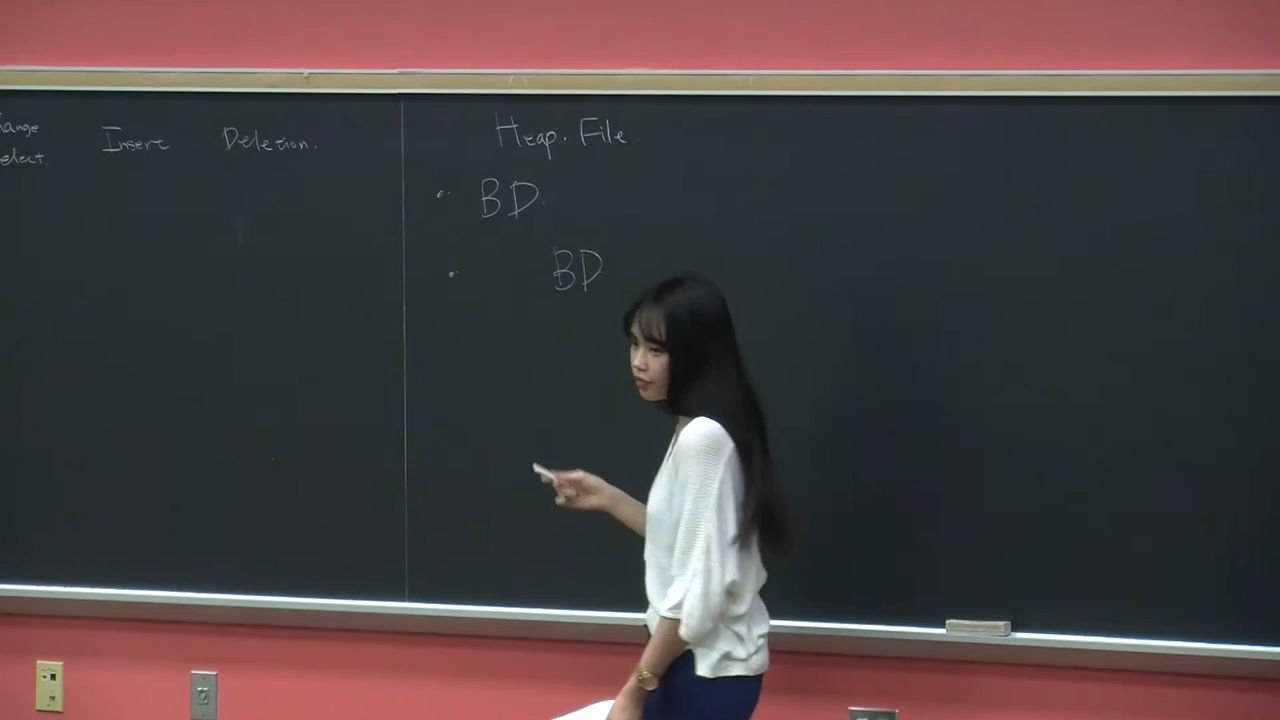 ange Insert Deletion.
elect.
Heap. File
BD.
BD